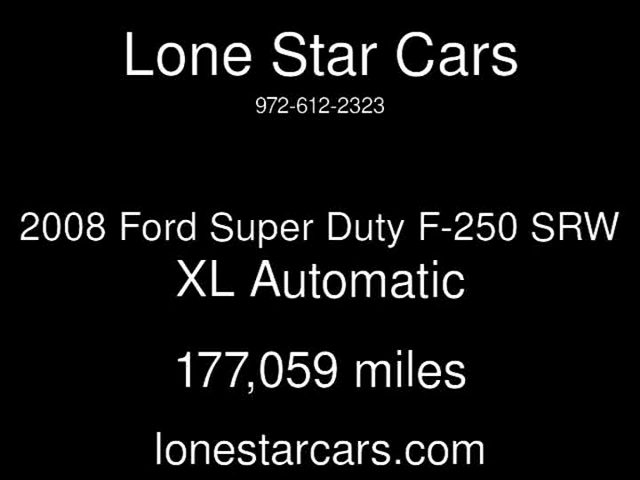 Lone Star Cars
972-612-2323
2008 Ford Super Duty F-250 SRW
XL Automatic
177,059 miles
lonestarcars.com